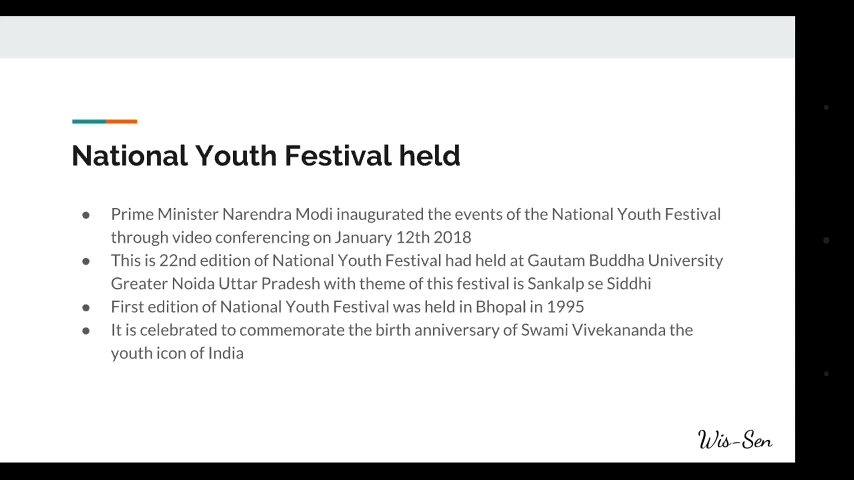 National Youth Festival held
● Prime Minister Narendra Modi inaugurated the events of the National Youth Festival
through video conferencing on January 12th 2018
● This is 22nd edition of National Youth Festival had held at Gautam Buddha University
Greater Noida Uttar Pradesh with theme of this festival is Sankalp se Siddhi
● First edition of National Youth Festival was held in Bhopal in 1995
● It is celebrated to commemorate the birth anniversary of Swami Vivekananda the
youth icon of India
Wis-Sen